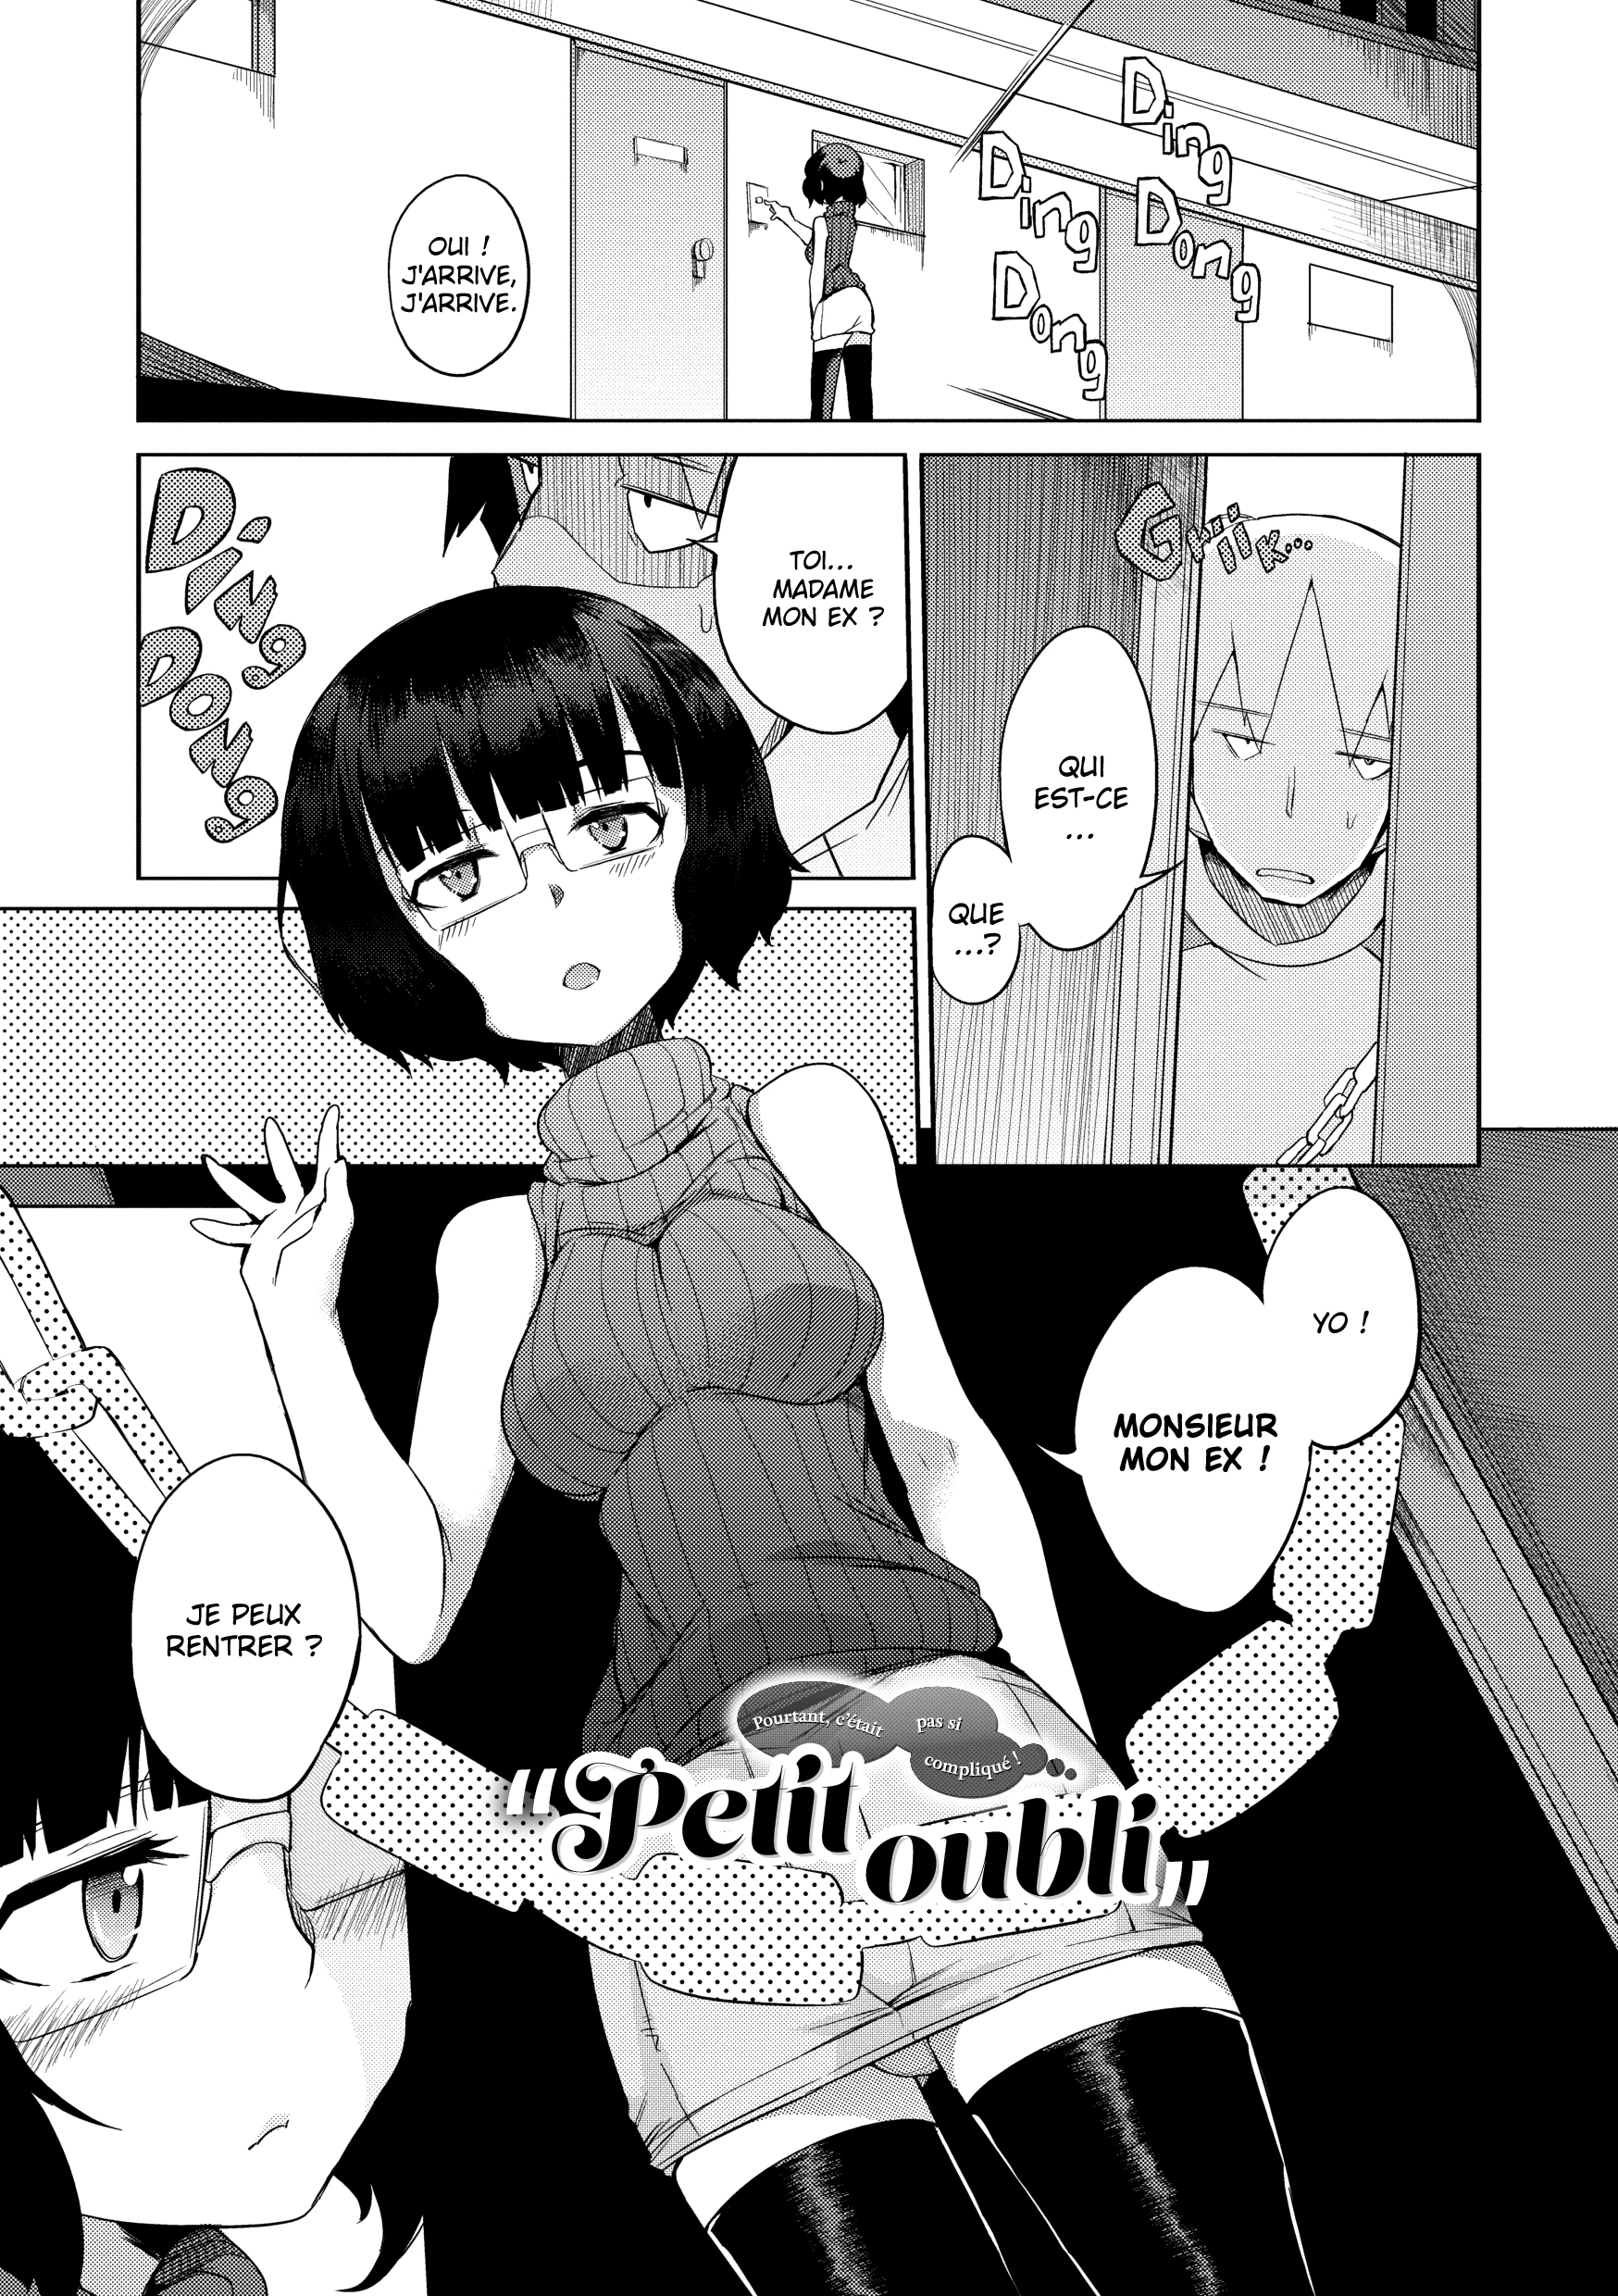 Ding
Dong
Ding
Dong
OUI !
J'ARRIVE,
J'ARRIVE.
GYiiK...
QUI
EST-CE
...
QUE
...?
TOI...
MADAME
MON EX ?
DiNg
DONg
YO !
MONSIEUR
MON EX !
JE PEUX
RENTRER ?
Pourtant, c'était pas si
compliqué !
"Petit
oubli"